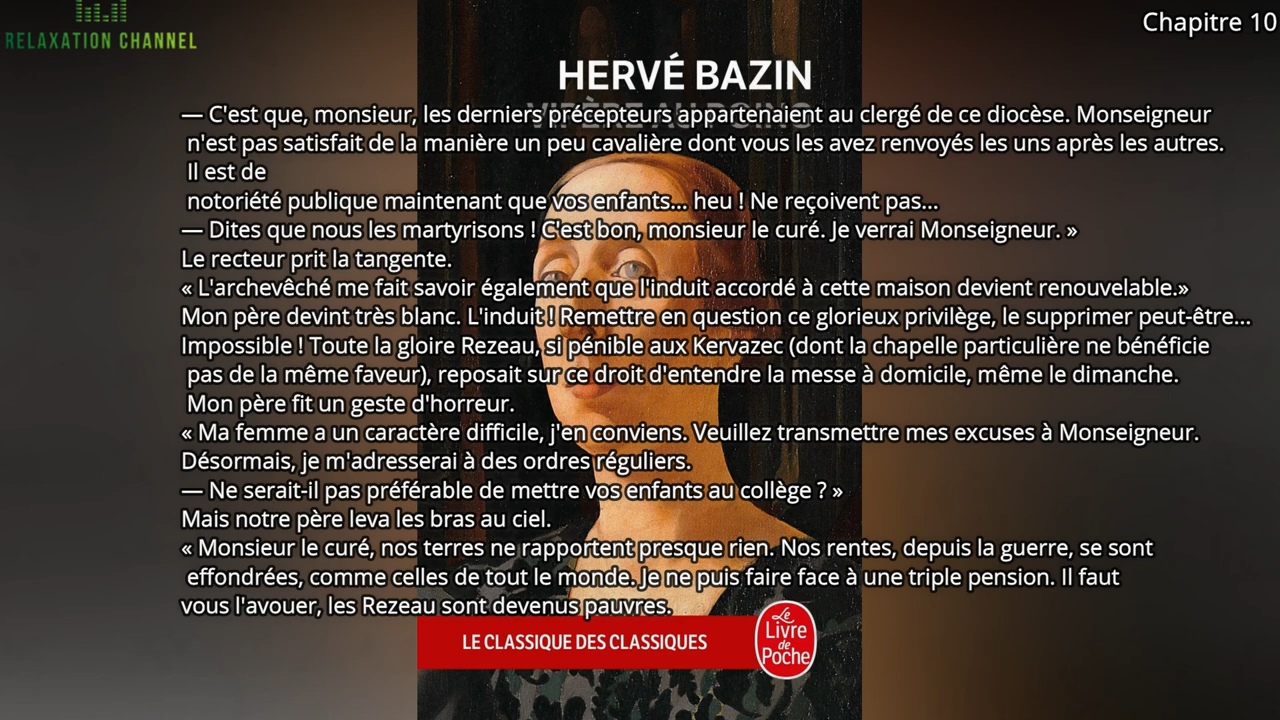 RELAXATION CHANNEL
Chapitre 10
HERVÉ BAZIN
VIPÈRE AU POING
— C'est que, monsieur, les derniers précepteurs appartenaient au clergé de ce diocèse. Monseigneur
n'est pas satisfait de la manière un peu cavalière dont vous les avez renvoyés les uns après les autres.
Il est de
notoriété publique maintenant que vos enfants... heu ! Ne reçoivent pas...
— Dites que nous les martyrisons ! C'est bon, monsieur le curé. Je verrai Monseigneur. »
Le recteur prit la tangente.
« L'archevêché me fait savoir également que l'induit accordé à cette maison devient renouvelable.»
Mon père devint très blanc. L'induit ! Remettre en question ce glorieux privilège, le supprimer peut-être...
Impossible ! Toute la gloire Rezeau, si pénible aux Kervazec (dont la chapelle particulière ne bénéficie
pas de la même faveur), reposait sur ce droit d'entendre la messe à domicile, même le dimanche.
Mon père fit un geste d'horreur.
« Ma femme a un caractère difficile, j'en conviens. Veuillez transmettre mes excuses à Monseigneur.
Désormais, je m'adresserai à des ordres réguliers.
— Ne serait-il pas préférable de mettre vos enfants au collège ? »
Mais notre père leva les bras au ciel.
« Monsieur le curé, nos terres ne rapportent presque rien. Nos rentes, depuis la guerre, se sont
effondrées, comme celles de tout le monde. Je ne puis faire face à une triple pension. Il faut
vous l'avouer, les Rezeau sont devenus pauvres.
LE CLASSIQUE DES CLASSIQUES
Le
Livre
de
Poche